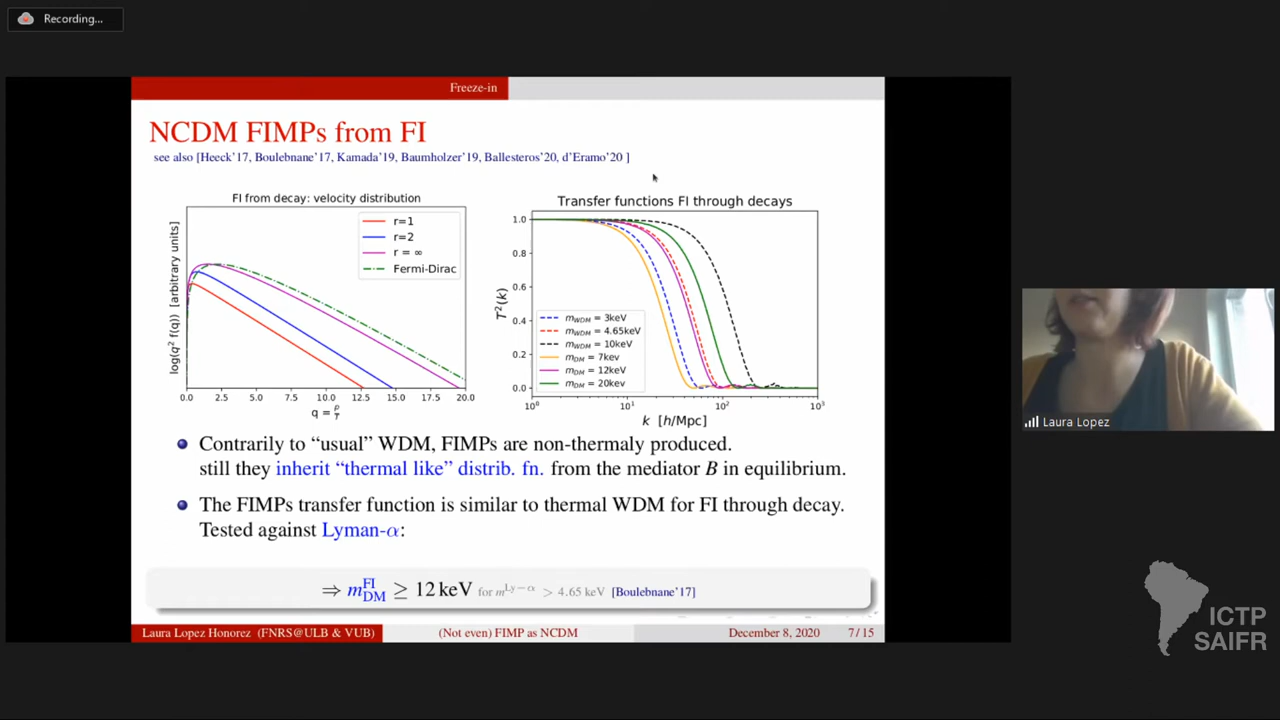 Recording...
Freeze-in
NCDM FIMPs from FI
see also [Heeck'17, Boulebnane'17, Kamada'19, Baumholzer'19, Ballesteros'20, d'Eramo'20 ]
FI from decay: velocity distribution
log(q² f(q)) [arbitrary units]
r=1
r=2
r = ∞
Fermi-Dirac
0.0 2.5 5.0 7.5 10.0 12.5 15.0 17.5 20.0
q = p/T
Transfer functions FI through decays
T²(k)
1.0
0.8
0.6
0.4
0.2
0.0
m_WDM = 3keV
m_WDM = 4.65keV
m_WDM = 10keV
m_DM = 7kev
m_DM = 12keV
m_DM = 20kev
10⁰ 10¹ 10² 10³
k [h/Mpc]
Contrarily to “usual” WDM, FIMPs are non-thermaly produced.
still they inherit “thermal like” distrib. fn. from the mediator B in equilibrium.
The FIMPs transfer function is similar to thermal WDM for FI through decay.
Tested against Lyman-α:
⇒ m_DM^FI ≥ 12 keV for m^Ly−α > 4.65 keV [Boulebnane'17]
Laura Lopez Honorez (FNRS@ULB & VUB) (Not even) FIMP as NCDM December 8, 2020 7 / 15
Laura Lopez
ICTP
SAIFR